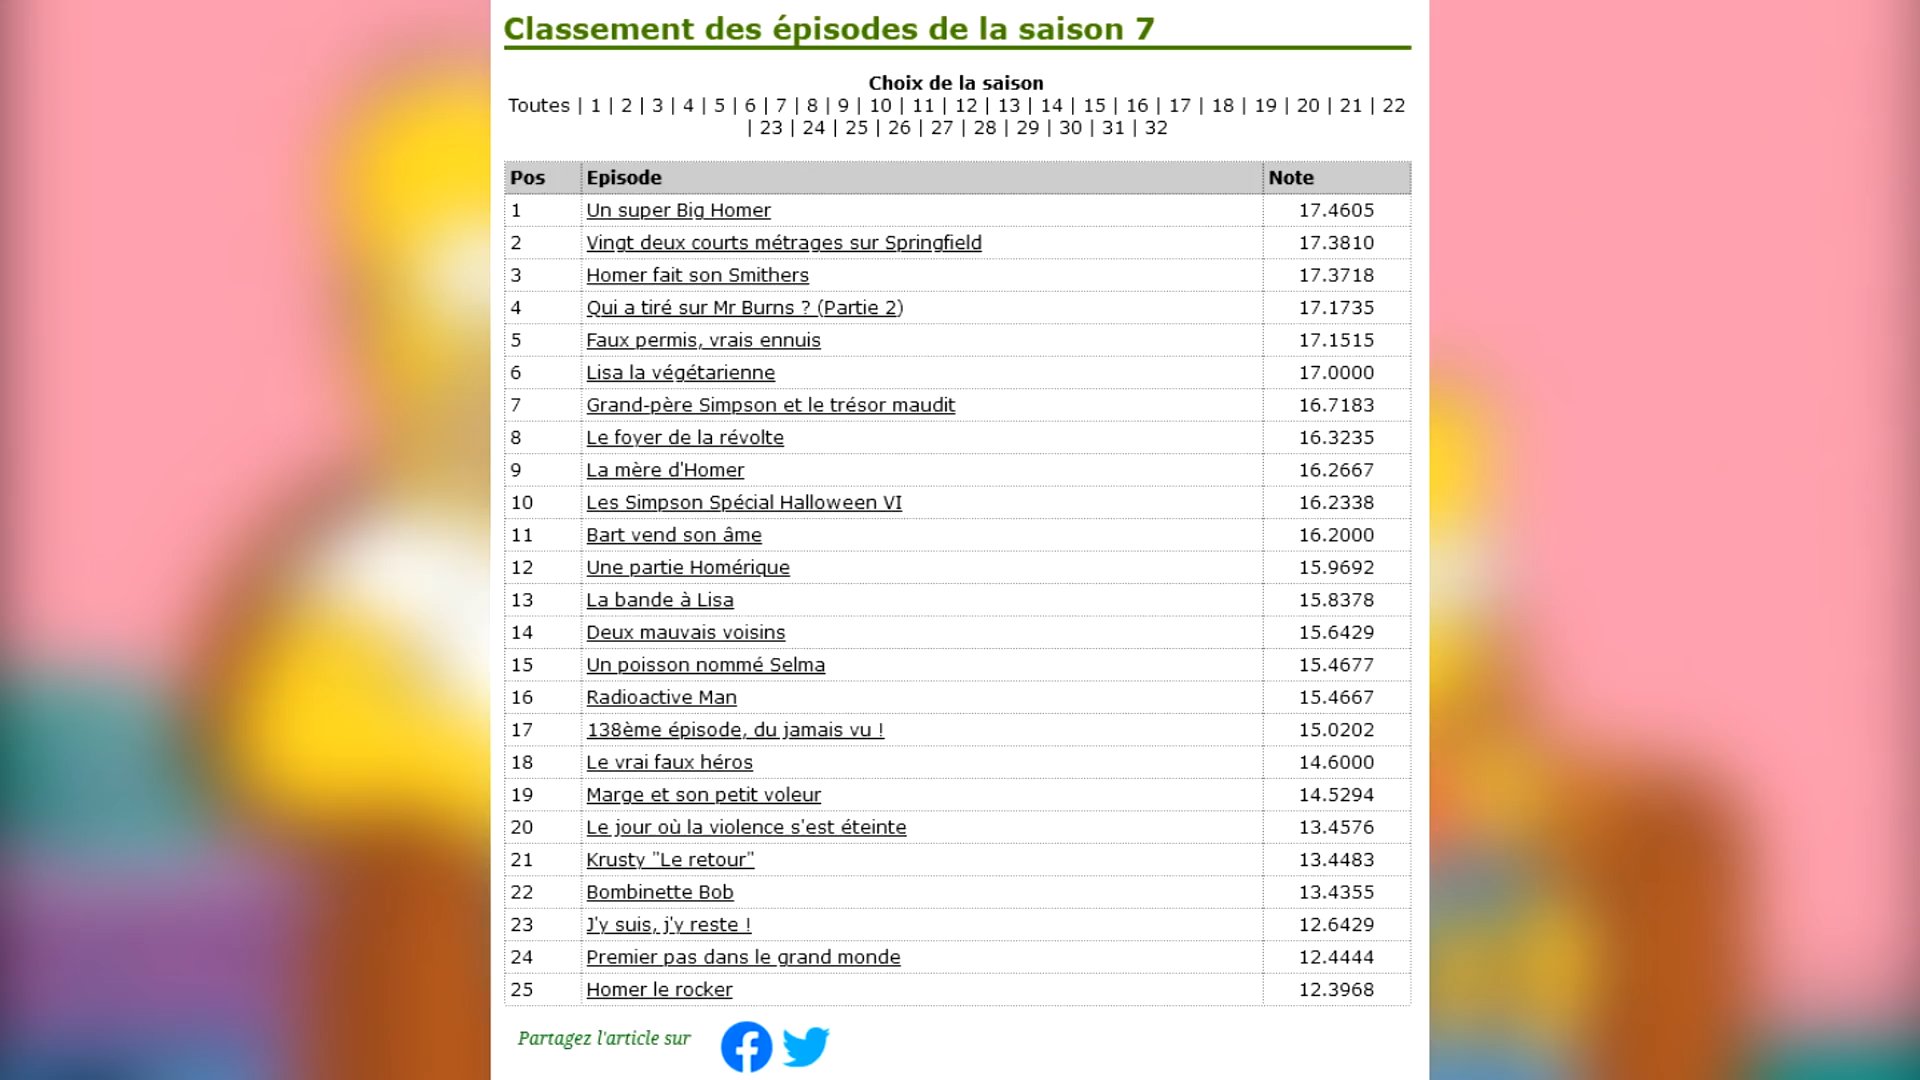 Classement des épisodes de la saison 7
Choix de la saison
Toutes | 1 | 2 | 3 | 4 | 5 | 6 | 7 | 8 | 9 | 10 | 11 | 12 | 13 | 14 | 15 | 16 | 17 | 18 | 19 | 20 | 21 | 22
| 23 | 24 | 25 | 26 | 27 | 28 | 29 | 30 | 31 | 32
Pos Episode Note
1 Un super Big Homer 17.4605
2 Vingt deux courts métrages sur Springfield 17.3810
3 Homer fait son Smithers 17.3718
4 Qui a tiré sur Mr Burns ? (Partie 2) 17.1735
5 Faux permis, vrais ennuis 17.1515
6 Lisa la végétarienne 17.0000
7 Grand-père Simpson et le trésor maudit 16.7183
8 Le foyer de la révolte 16.3235
9 La mère d'Homer 16.2667
10 Les Simpson Spécial Halloween VI 16.2338
11 Bart vend son âme 16.2000
12 Une partie Homérique 15.9692
13 La bande à Lisa 15.8378
14 Deux mauvais voisins 15.6429
15 Un poisson nommé Selma 15.4677
16 Radioactive Man 15.4667
17 138ème épisode, du jamais vu ! 15.0202
18 Le vrai faux héros 14.6000
19 Marge et son petit voleur 14.5294
20 Le jour où la violence s'est éteinte 13.4576
21 Krusty "Le retour" 13.4483
22 Bombinette Bob 13.4355
23 J'y suis, j'y reste ! 12.6429
24 Premier pas dans le grand monde 12.4444
25 Homer le rocker 12.3968
Partagez l'article sur